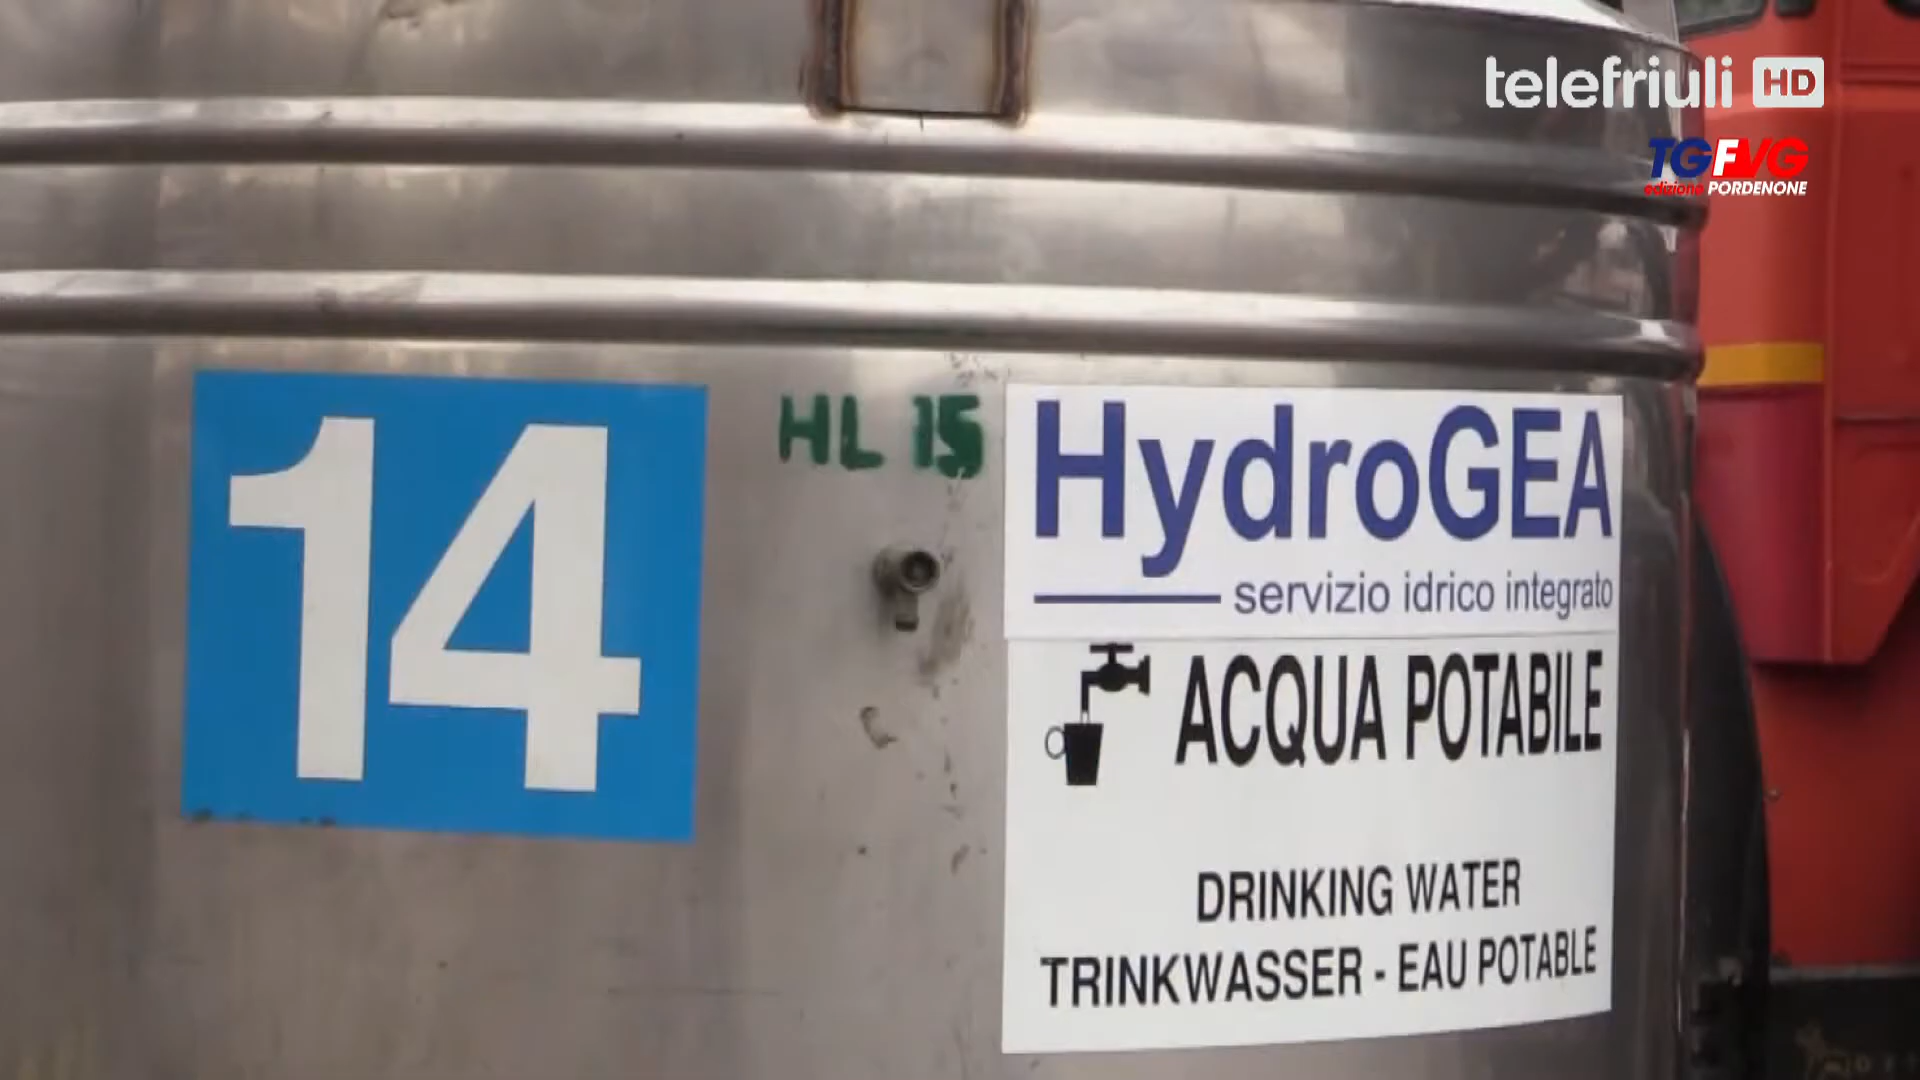 telefriuli HD
TGFVG
edizione PORDENONE
14
HL 15
HydroGEA
servizio idrico integrato
ACQUA POTABILE
DRINKING WATER
TRINKWASSER - EAU POTABLE